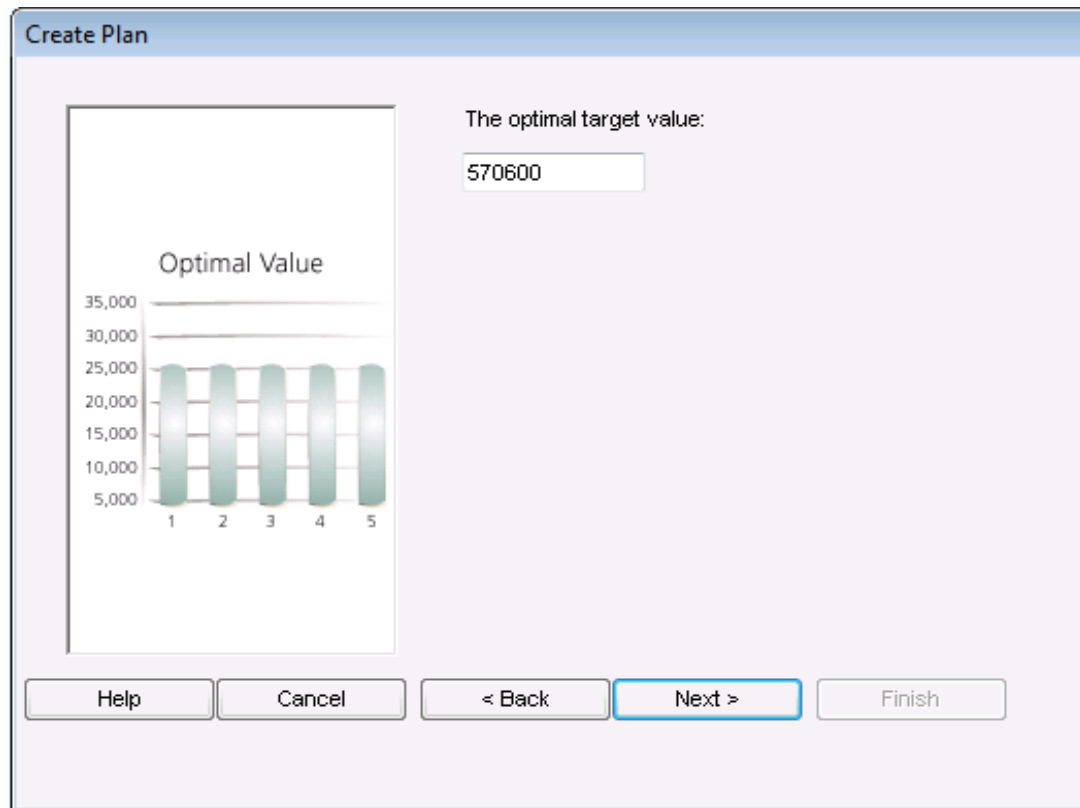 Create Plan
The optimal target value:
570600
Optimal Value
35,000
30,000
25,000
20,000
15,000
10,000
5,000
1 2 3 4 5
Help Cancel < Back Next > Finish